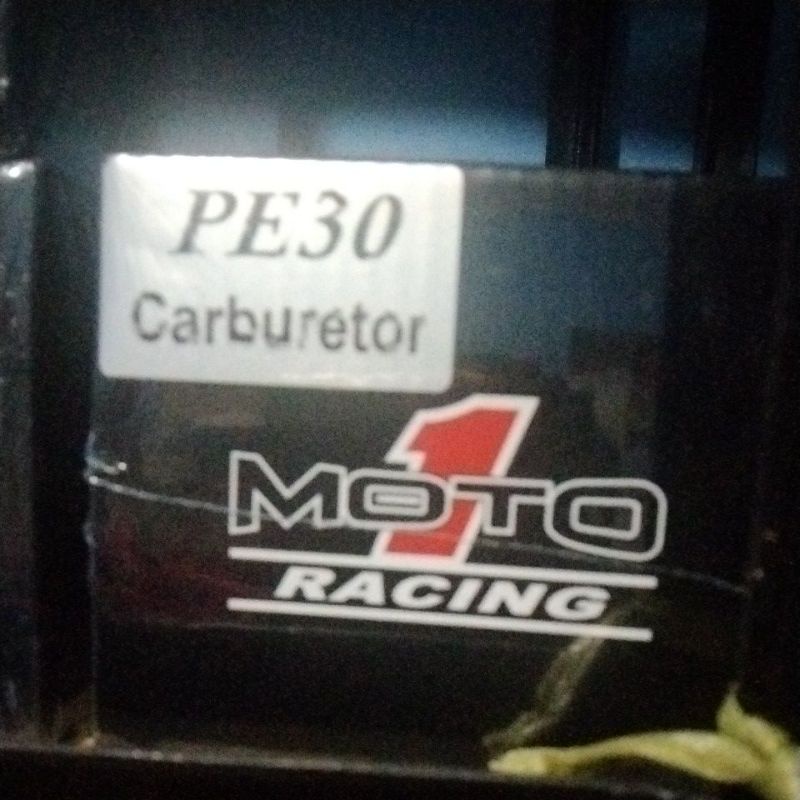 PE30
Carburetor
1
MOTO
RACING